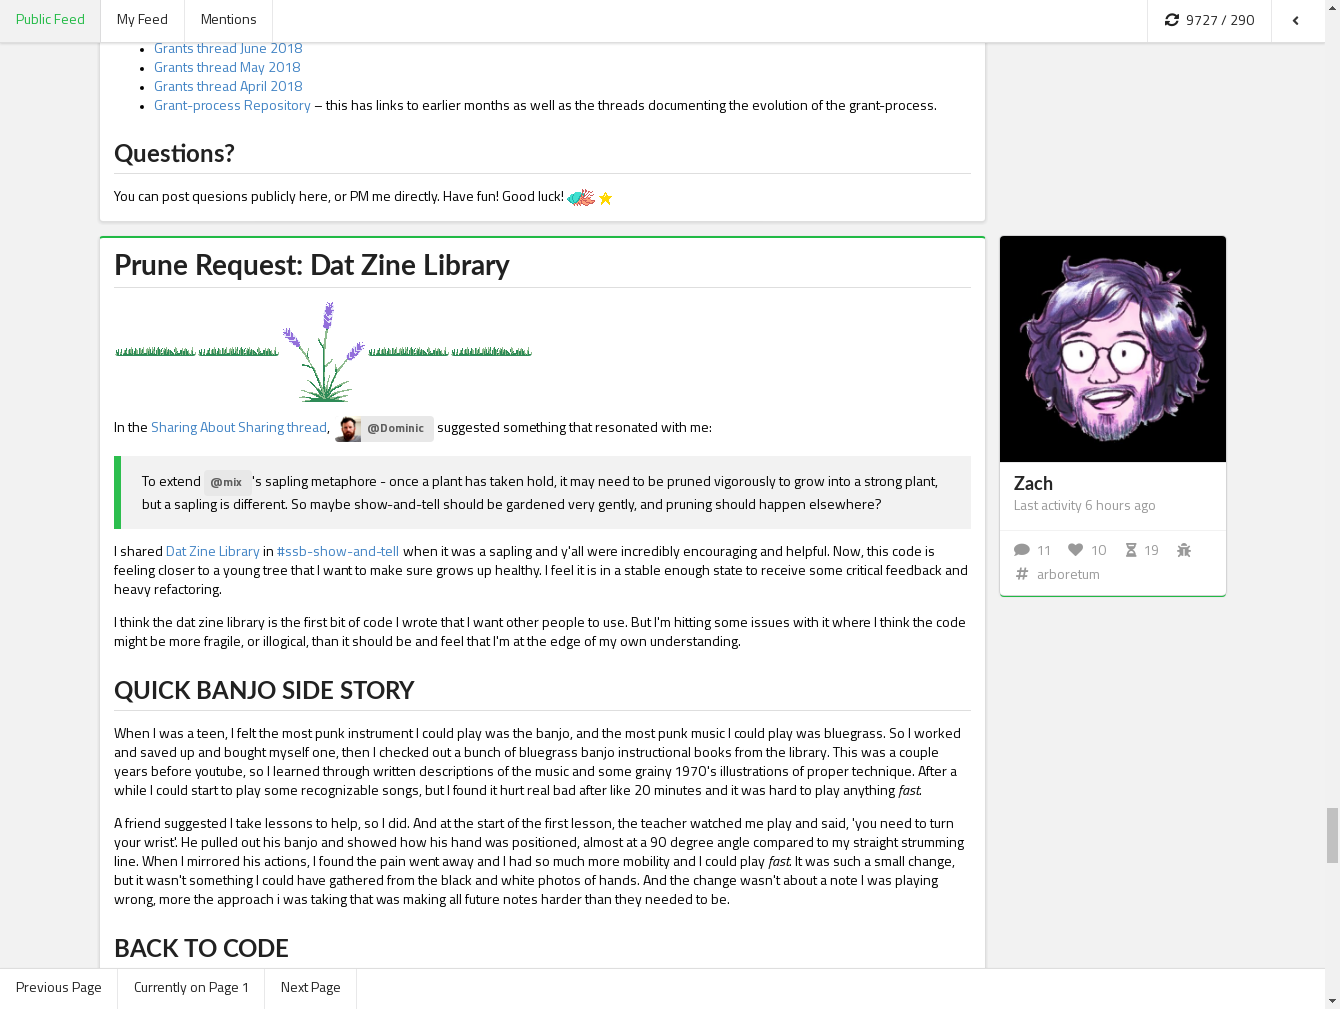 Public Feed
My Feed
Mentions
9727 / 290
Grants thread June 2018
Grants thread May 2018
Grants thread April 2018
Grant-process Repository – this has links to earlier months as well as the threads documenting the evolution of the grant-process.
Questions?
You can post quesions publicly here, or PM me directly. Have fun! Good luck!
Prune Request: Dat Zine Library
In the Sharing About Sharing thread, @Dominic suggested something that resonated with me:
To extend @mix 's sapling metaphore - once a plant has taken hold, it may need to be pruned vigorously to grow into a strong plant,
but a sapling is different. So maybe show-and-tell should be gardened very gently, and pruning should happen elsewhere?
I shared Dat Zine Library in #ssb-show-and-tell when it was a sapling and y'all were incredibly encouraging and helpful. Now, this code is
feeling closer to a young tree that I want to make sure grows up healthy. I feel it is in a stable enough state to receive some critical feedback and
heavy refactoring.
I think the dat zine library is the first bit of code I wrote that I want other people to use. But I'm hitting some issues with it where I think the code
might be more fragile, or illogical, than it should be and feel that I'm at the edge of my own understanding.
QUICK BANJO SIDE STORY
When I was a teen, I felt the most punk instrument I could play was the banjo, and the most punk music I could play was bluegrass. So I worked
and saved up and bought myself one, then I checked out a bunch of bluegrass banjo instructional books from the library. This was a couple
years before youtube, so I learned through written descriptions of the music and some grainy 1970's illustrations of proper technique. After a
while I could start to play some recognizable songs, but I found it hurt real bad after like 20 minutes and it was hard to play anything fast.
A friend suggested I take lessons to help, so I did. And at the start of the first lesson, the teacher watched me play and said, 'you need to turn
your wrist'. He pulled out his banjo and showed how his hand was positioned, almost at a 90 degree angle compared to my straight strumming
line. When I mirrored his actions, I found the pain went away and I had so much more mobility and I could play fast. It was such a small change,
but it wasn't something I could have gathered from the black and white photos of hands. And the change wasn't about a note I was playing
wrong, more the approach i was taking that was making all future notes harder than they needed to be.
BACK TO CODE
Zach
Last activity 6 hours ago
11
10
19
# arboretum
Previous Page
Currently on Page 1
Next Page